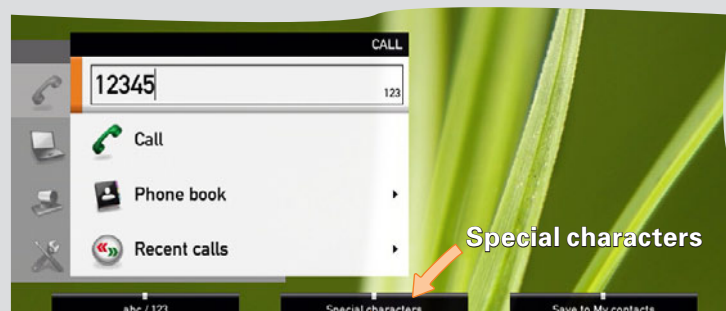 CALL
12345
123
Call
Phone book
Recent calls
Special characters
abc / 123
Special characters
Save to My contacts